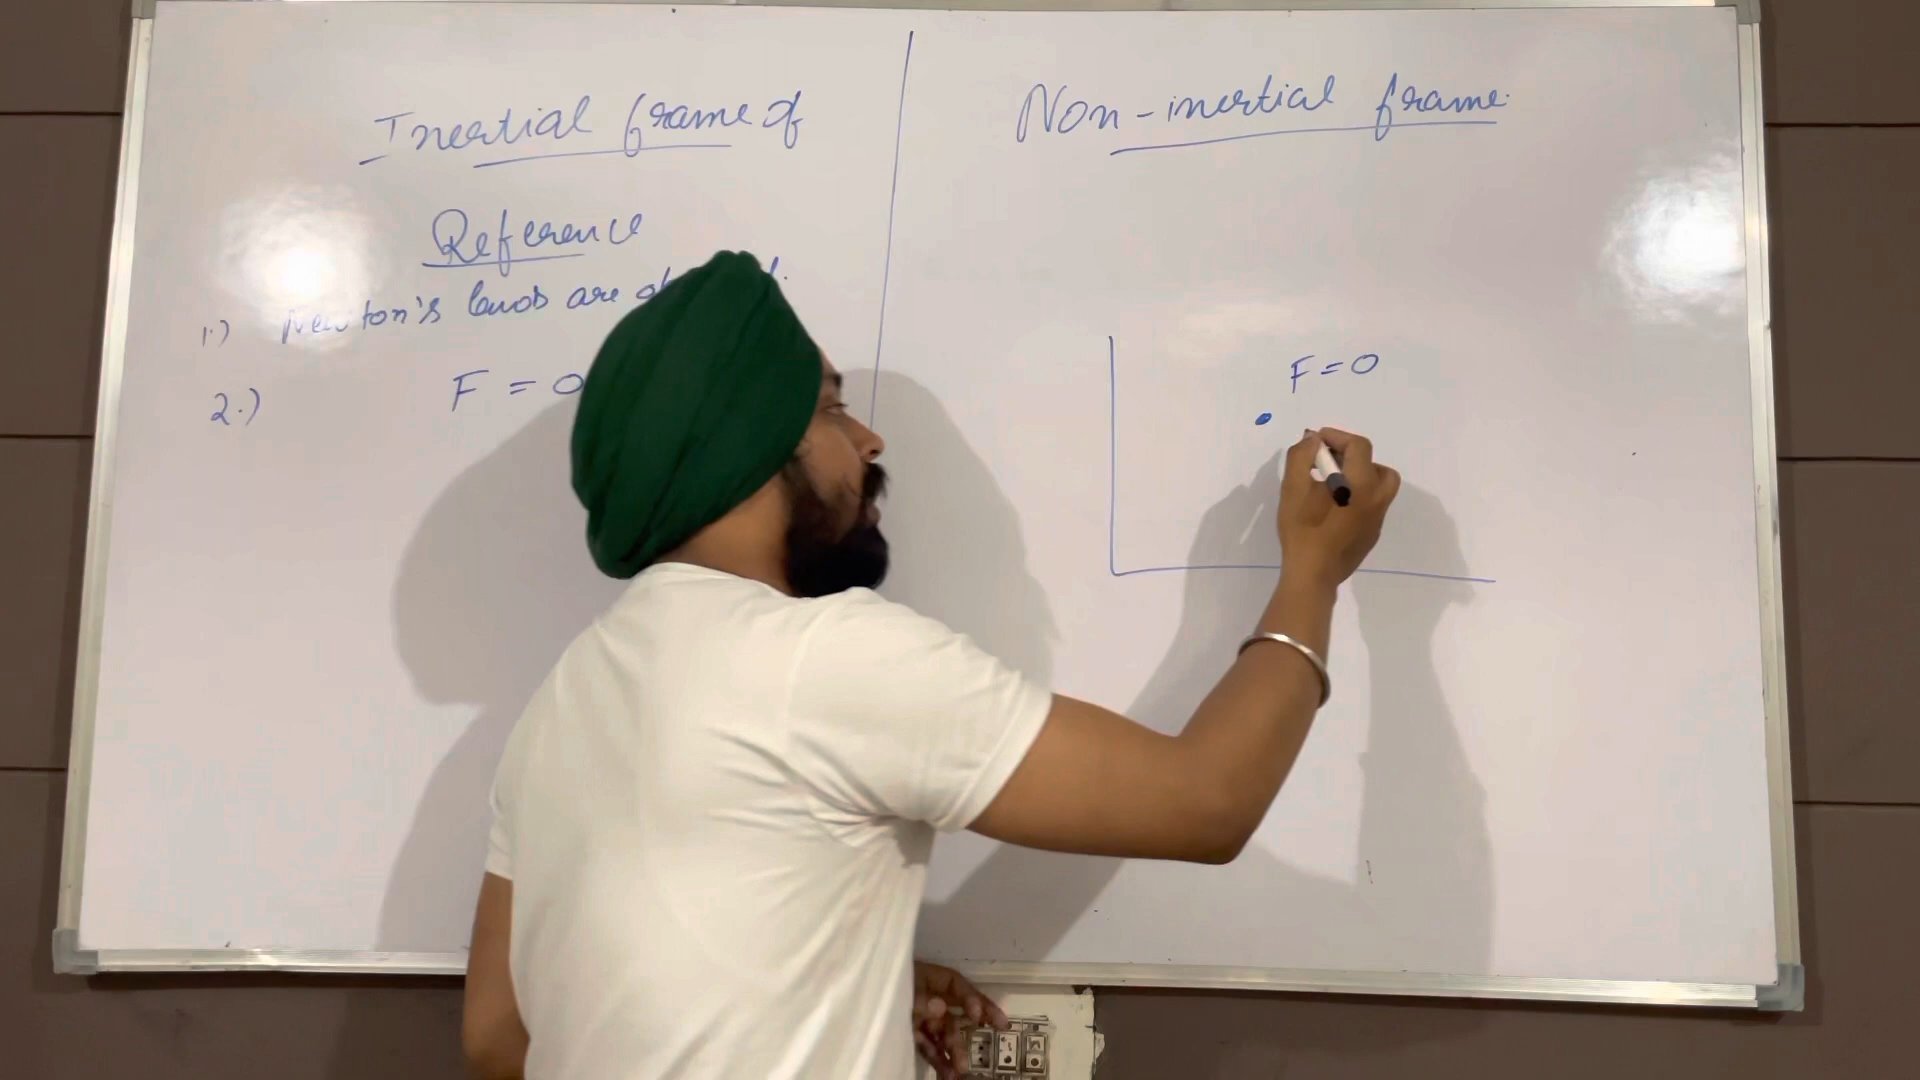 Inertial frame of
Reference
1.) Newton's laws are
2.) F = 0
Non-inertial frame.
F = 0